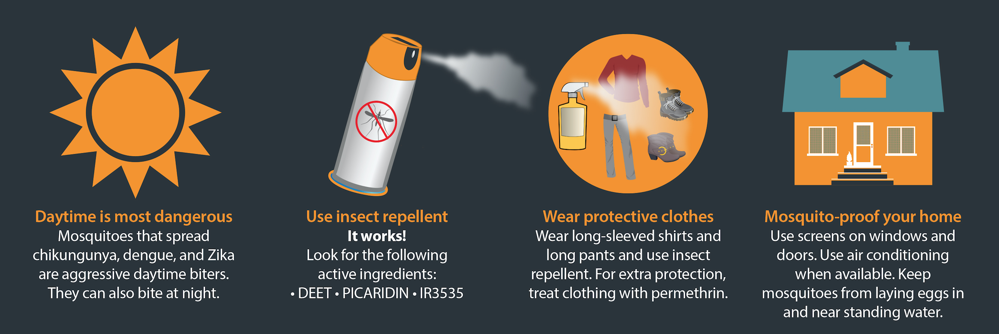 Daytime is most dangerous
Mosquitoes that spread
chikungunya, dengue, and Zika
are aggressive daytime biters.
They can also bite at night.
Use insect repellent
It works!
Look for the following
active ingredients:
• DEET • PICARIDIN • IR3535
Wear protective clothes
Wear long-sleeved shirts and
long pants and use insect
repellent. For extra protection,
treat clothing with permethrin.
Mosquito-proof your home
Use screens on windows and
doors. Use air conditioning
when available. Keep
mosquitoes from laying eggs in
and near standing water.